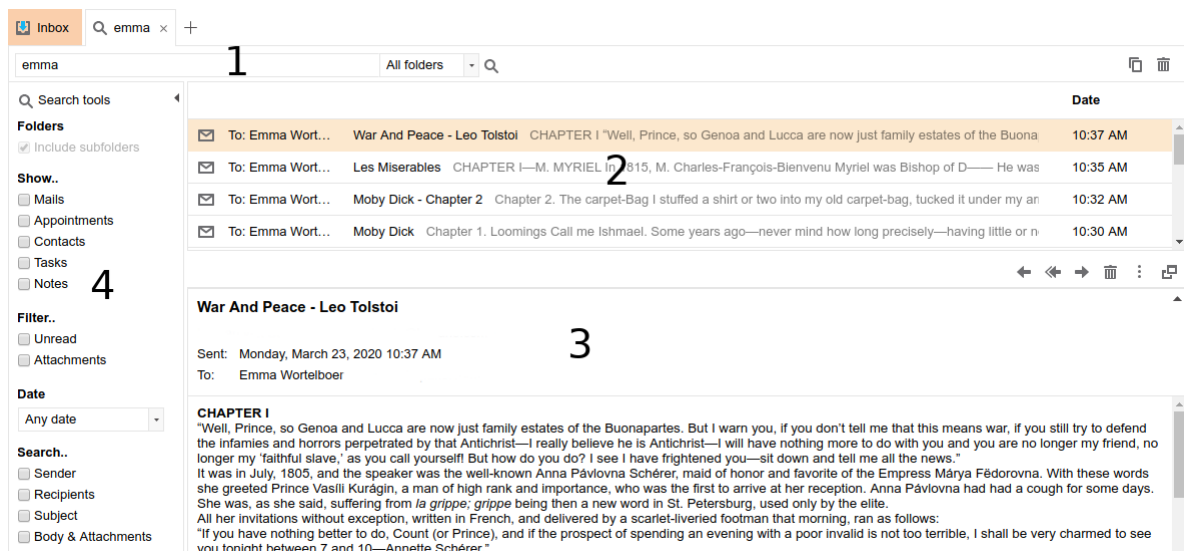 Inbox emma × +
emma All folders
1
Search tools
Folders
Include subfolders
Show..
Mails
Appointments
Contacts
Tasks
Notes
4
Filter..
Unread
Attachments
Date
Any date
Search..
Sender
Recipients
Subject
Body & Attachments
Date
To: Emma Wort... War And Peace - Leo Tolstoi CHAPTER I "Well, Prince, so Genoa and Lucca are now just family estates of the Buona 10:37 AM
To: Emma Wort... Les Miserables CHAPTER I—M. MYRIEL In 815, M. Charles-François-Bienvenu Myriel was Bishop of D—— He was 10:35 AM
2
To: Emma Wort... Moby Dick - Chapter 2 Chapter 2. The carpet-Bag I stuffed a shirt or two into my old carpet-bag, tucked it under my ar 10:32 AM
To: Emma Wort... Moby Dick Chapter 1. Loomings Call me Ishmael. Some years ago—never mind how long precisely—having little or n 10:30 AM
War And Peace - Leo Tolstoi
3
Sent: Monday, March 23, 2020 10:37 AM
To: Emma Wortelboer
CHAPTER I
"Well, Prince, so Genoa and Lucca are now just family estates of the Buonapartes. But I warn you, if you don't tell me that this means war, if you still try to defend
the infamies and horrors perpetrated by that Antichrist—I really believe he is Antichrist—I will have nothing more to do with you and you are no longer my friend, no
longer my 'faithful slave,' as you call yourself! But how do you do? I see I have frightened you—sit down and tell me all the news."
It was in July, 1805, and the speaker was the well-known Anna Pávlovna Schérer, maid of honor and favorite of the Empress Márya Fëdorovna. With these words
she greeted Prince Vasíli Kurágin, a man of high rank and importance, who was the first to arrive at her reception. Anna Pávlovna had had a cough for some days.
She was, as she said, suffering from la grippe; grippe being then a new word in St. Petersburg, used only by the elite.
All her invitations without exception, written in French, and delivered by a scarlet-liveried footman that morning, ran as follows:
"If you have nothing better to do, Count (or Prince), and if the prospect of spending an evening with a poor invalid is not too terrible, I shall be very charmed to see
you tonight between 7 and 10—Annette Schérer."